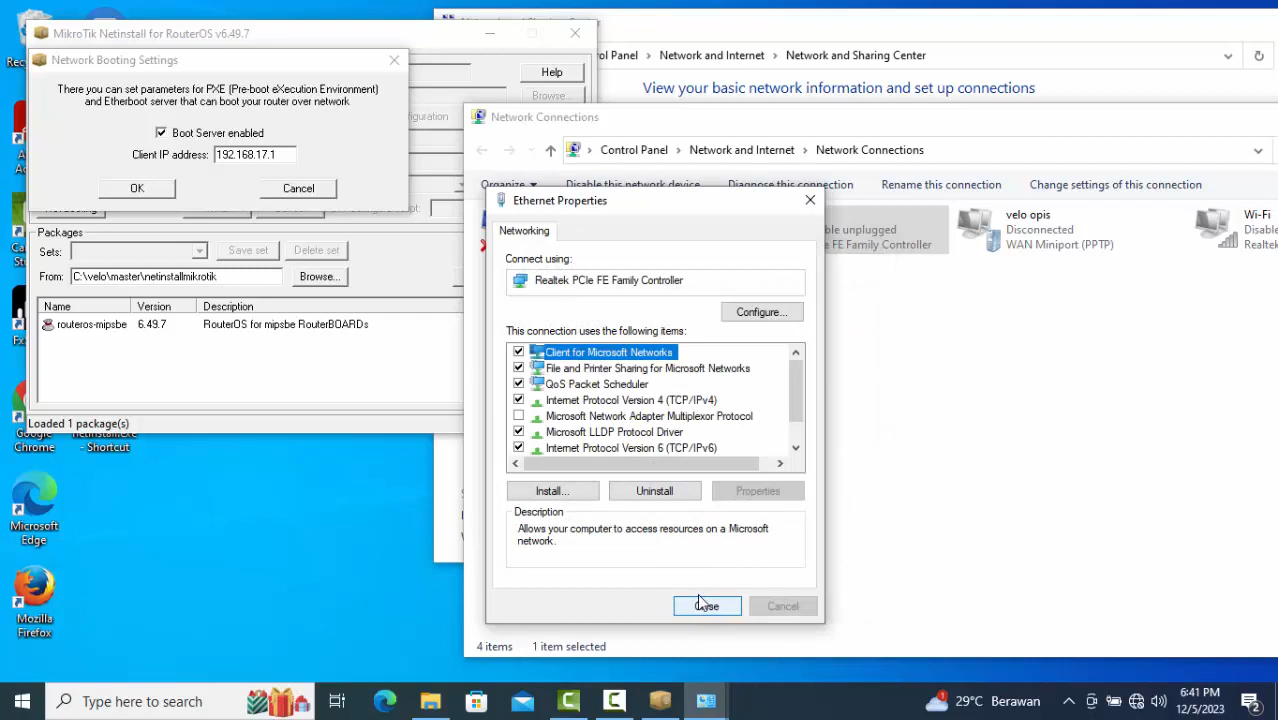 MikroTik Netinstall for RouterOS v6.49.7
Network Booting Settings
There you can set parameters for PXE (Pre-boot eXecution Environment)
and Etherboot server that can boot your router over network
Boot Server enabled
Client IP address: 192.168.17.1
OK
Cancel
Help
Browse...
Packages
Sets:
Save set
Delete set
From: C:\velo\master\netinstallmikrotik
Browse...
Name Version Description
routeros-mipsbe 6.49.7 RouterOS for mipsbe RouterBOARDs
Loaded 1 package(s)
Network and Internet
Network and Sharing Center
View your basic network information and set up connections
Network Connections
Control Panel
Network and Internet
Network Connections
Organize
Disable this network device
Diagnose this connection
Rename this connection
Change settings of this connection
velo opis
Disconnected
WAN Miniport (PPTP)
Wi-Fi
FE Family Controller
Ethernet Properties
Networking
Connect using:
Realtek PCIe FE Family Controller
Configure...
This connection uses the following items:
Client for Microsoft Networks
File and Printer Sharing for Microsoft Networks
QoS Packet Scheduler
Internet Protocol Version 4 (TCP/IPv4)
Microsoft Network Adapter Multiplexor Protocol
Microsoft LLDP Protocol Driver
Internet Protocol Version 6 (TCP/IPv6)
Install...
Uninstall
Properties
Description
Allows your computer to access resources on a Microsoft
network.
Close
Cancel
4 items
1 item selected
Chrome
- Shortcut
Microsoft
Edge
Mozilla
Firefox
Type here to search
29°C Berawan
6:41 PM
12/5/2023
2